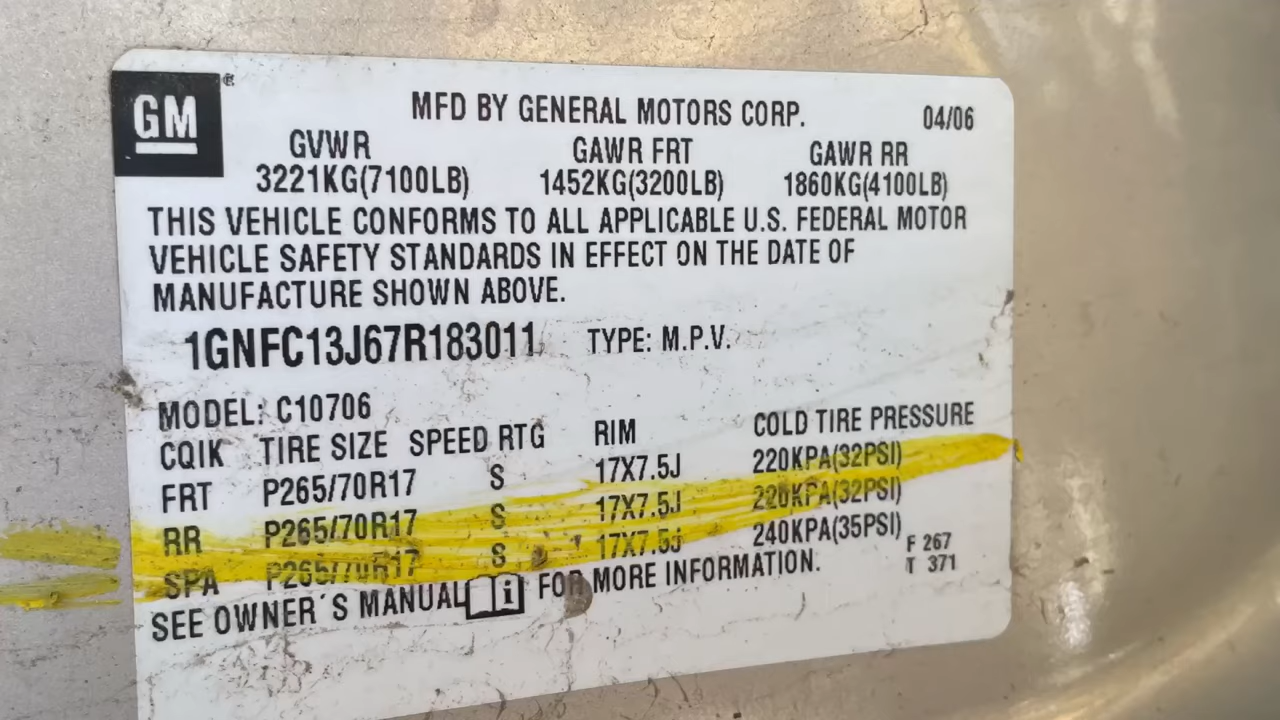 GM ®
MFD BY GENERAL MOTORS CORP. 04/06
GVWR GAWR FRT GAWR RR
3221KG(7100LB) 1452KG(3200LB) 1860KG(4100LB)
THIS VEHICLE CONFORMS TO ALL APPLICABLE U.S. FEDERAL MOTOR
VEHICLE SAFETY STANDARDS IN EFFECT ON THE DATE OF
MANUFACTURE SHOWN ABOVE.
1GNFC13J67R183011 TYPE: M.P.V.
MODEL: C10706
CQIK TIRE SIZE SPEED RTG RIM COLD TIRE PRESSURE
FRT P265/70R17 S 17X7.5J 220KPA(32PSI)
RR P265/70R17 S 17X7.5J 220KPA(32PSI)
SPA P265/70R17 S 17X7.5J 240KPA(35PSI)
SEE OWNER´S MANUAL i FOR MORE INFORMATION.
F 267
T 371